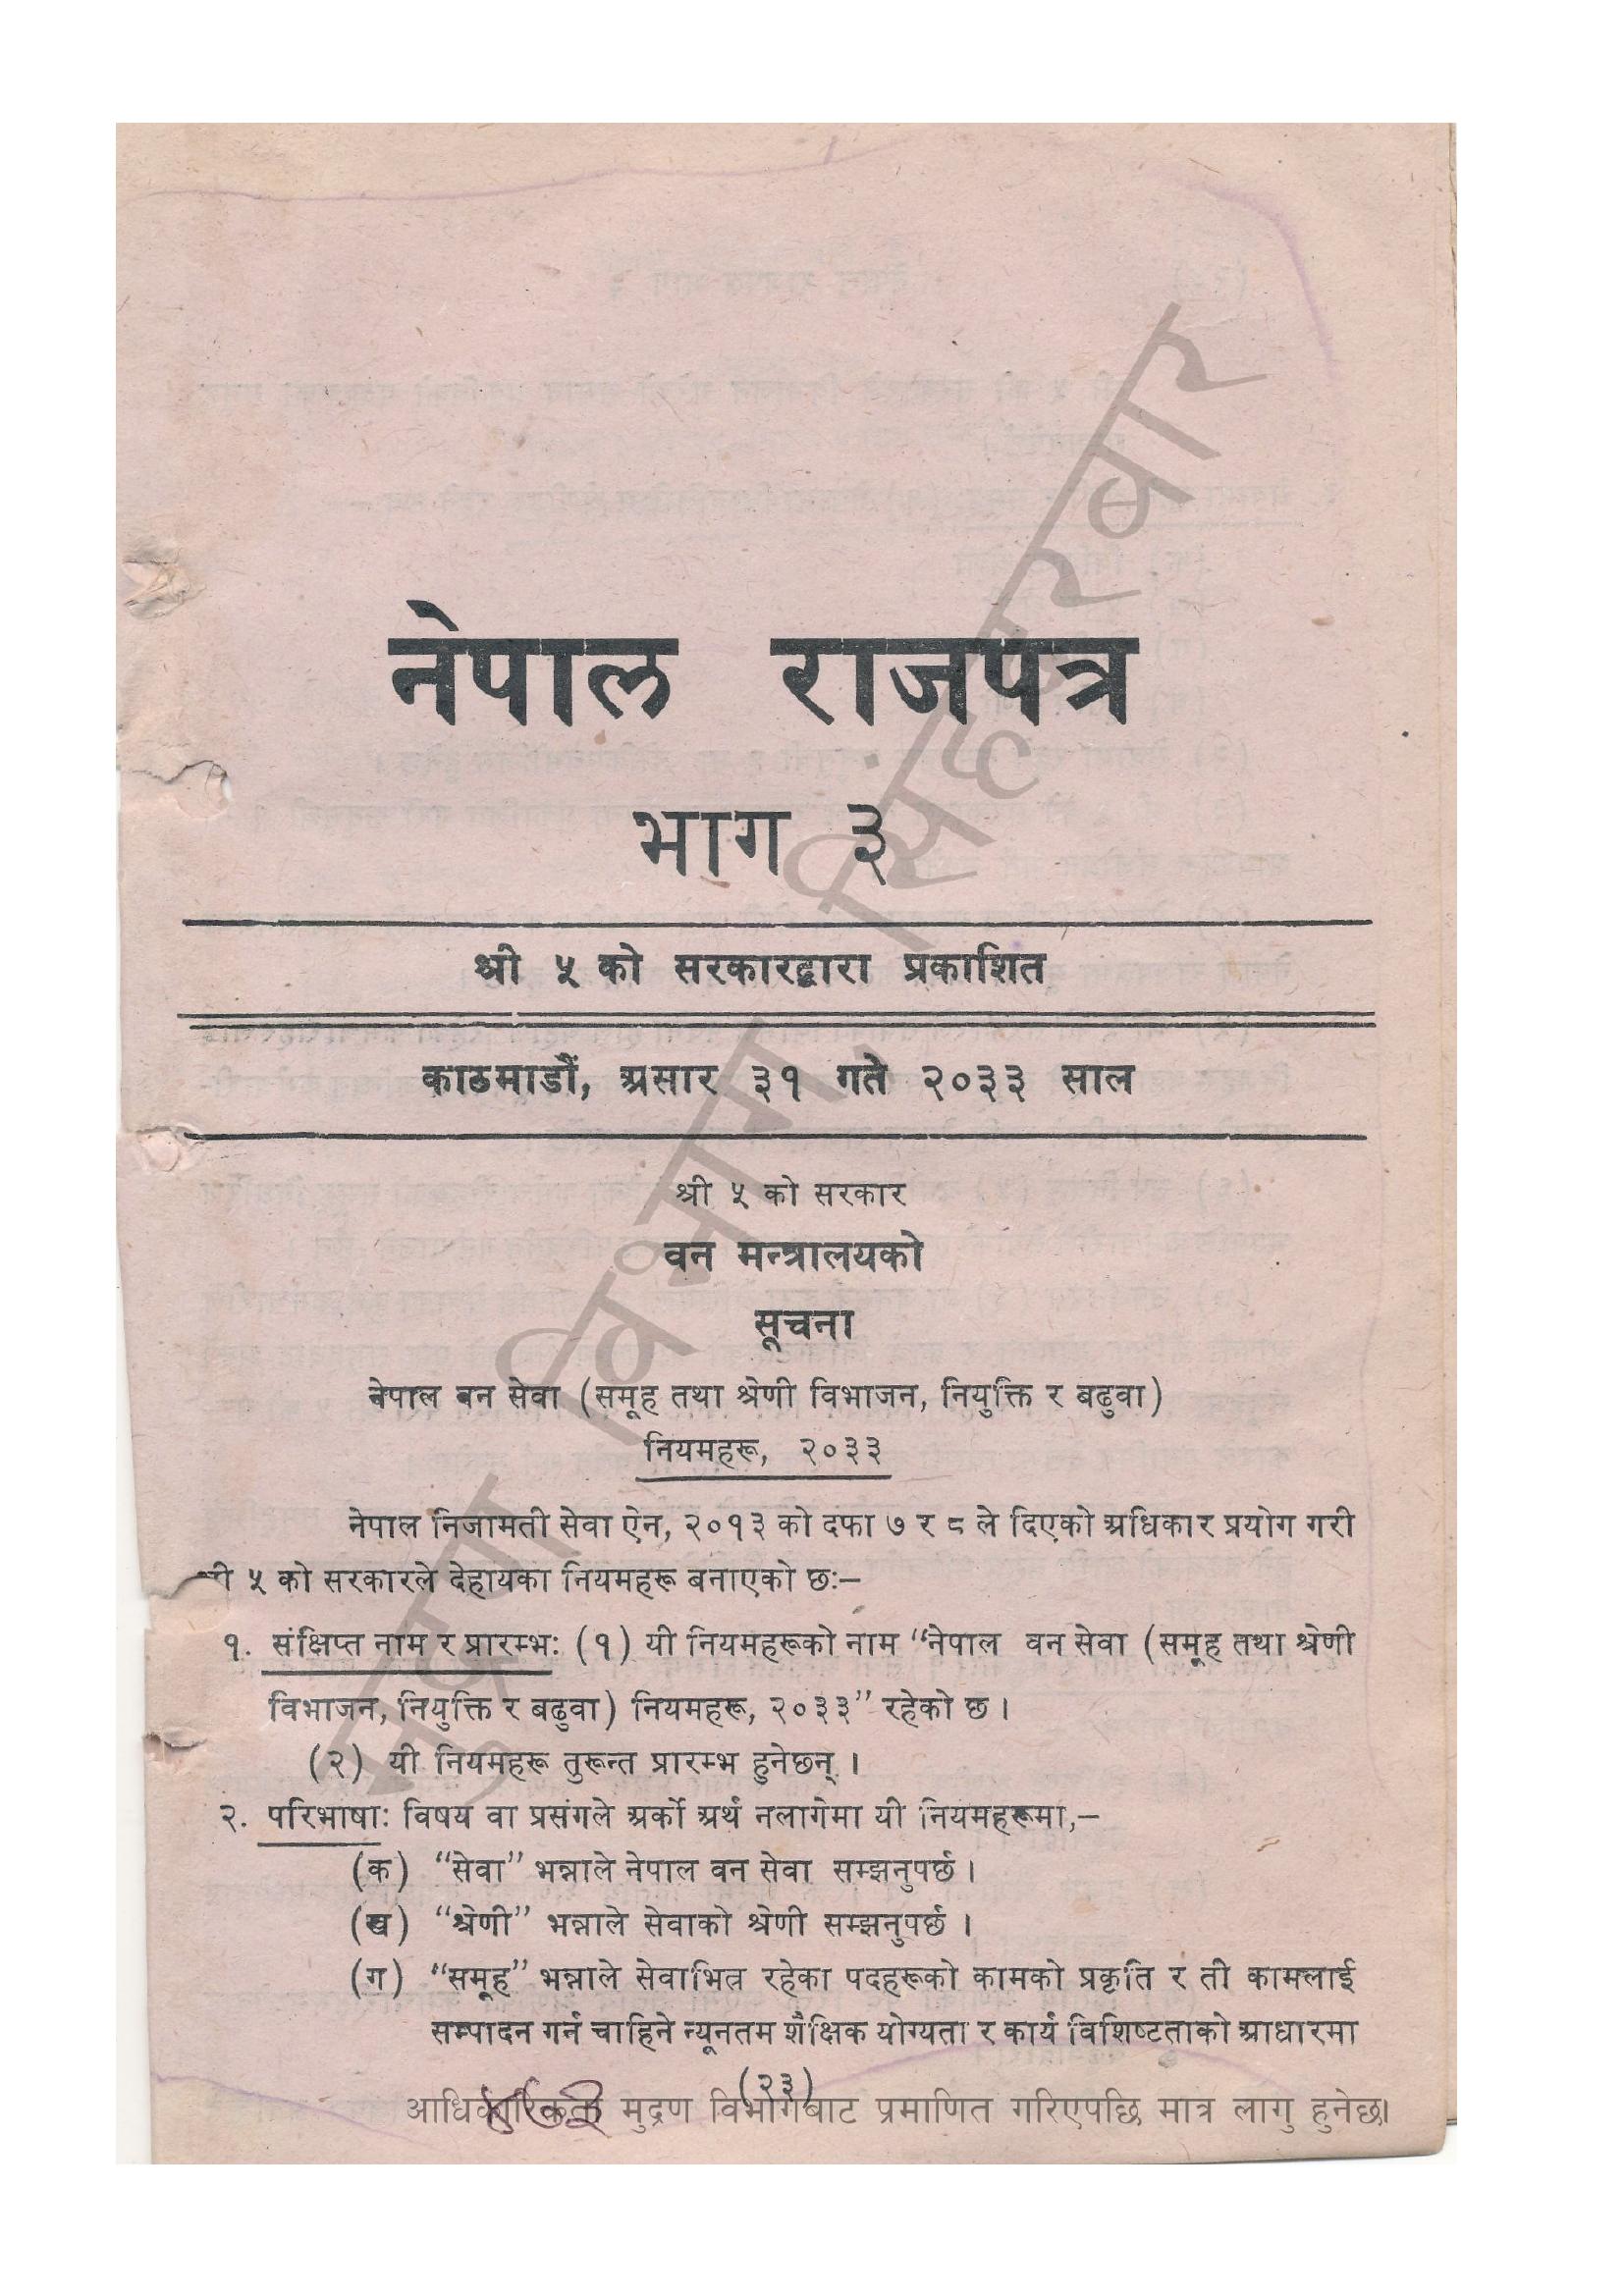 नेपाल राजपत्र
भाग ३
श्री ५ को सरकारद्वारा प्रकाशित
काठमाडौं, असार ३१ गते २०३३ साल
श्री ५ को सरकार
वन मन्त्रालयको
सूचना
नेपाल वन सेवा (समूह तथा श्रेणी विभाजन, नियुक्ति र बढुवा)
नियमहरू, २०३३
नेपाल निजामती सेवा ऐन, २०१३ को दफा ७ र ८ ले दिएको अधिकार प्रयोग गरी
५ को सरकारले देहायका नियमहरू बनाएको छः–
१. संक्षिप्त नाम र प्रारम्भः (१) यी नियमहरूको नाम “नेपाल वन सेवा (समूह तथा श्रेणी
विभाजन, नियुक्ति र बढुवा) नियमहरू, २०३३” रहेको छ ।
(२) यी नियमहरू तुरून्त प्रारम्भ हुनेछन् ।
२. परिभाषाः विषय वा प्रसंगले अर्को अर्थ नलागेमा यी नियमहरूमा,–
(क) “सेवा” भन्नाले नेपाल वन सेवा सम्झनुपर्छ ।
(ख) “श्रेणी” भन्नाले सेवाको श्रेणी सम्झनुपर्छ ।
(ग) “समूह” भन्नाले सेवाभित्र रहेका पदहरूको कामको प्रकृति र ती कामलाई
सम्पादन गर्न चाहिने न्यूनतम शैक्षिक योग्यता र कार्य विशिष्टताको आधारमा
(२३)
आधिकारिकता मुद्रण विभागबाट प्रमाणित गरिएपछि मात्र लागु हुनेछ।
मुद्रण विभाग, सिंहदरवार